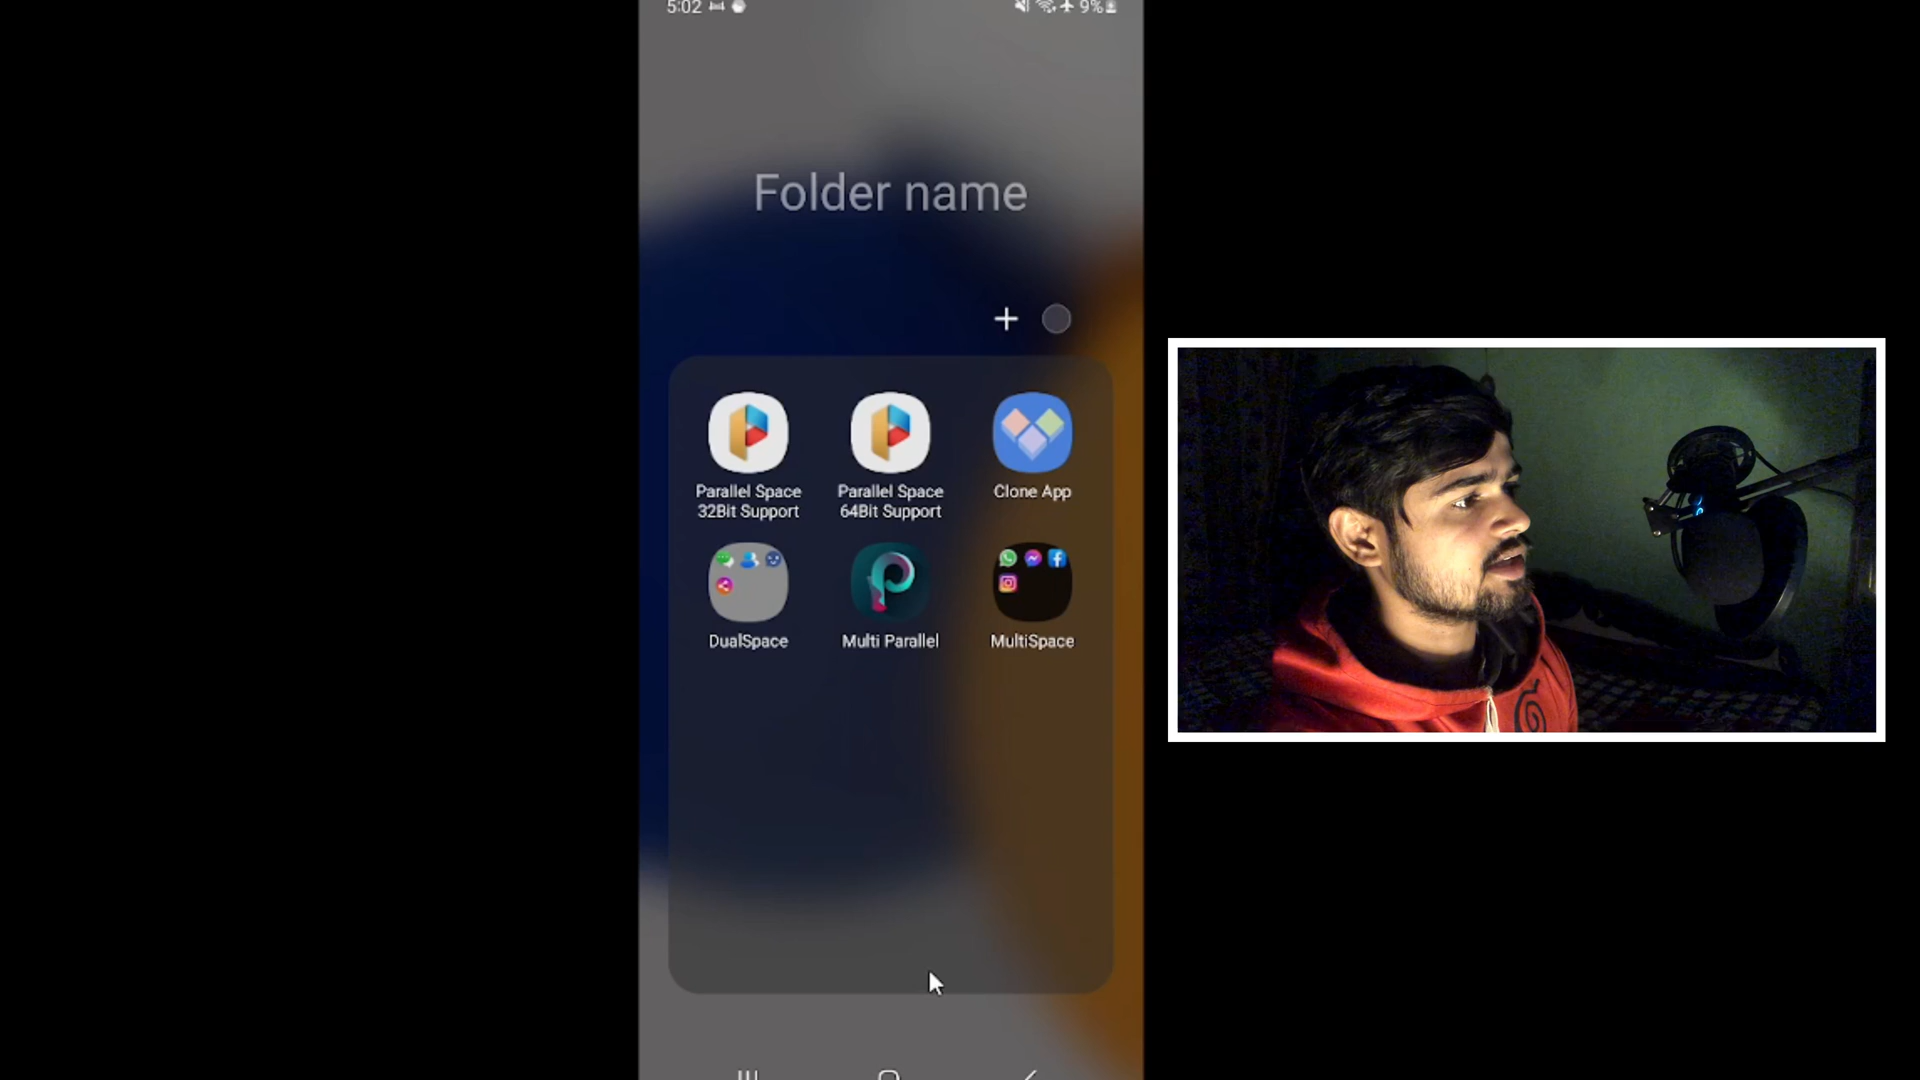 5:02
9%
Folder name
Parallel Space
32Bit Support
Parallel Space
64Bit Support
Clone App
DualSpace
Multi Parallel
MultiSpace